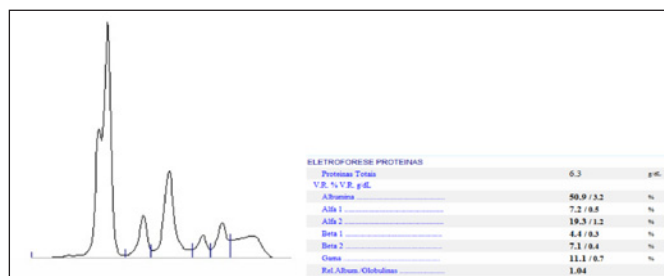 ELETROFORESE PROTEINAS
Proteinas Totais 6.3 g/dL
V.R. % V.R. g/dL
Albumina ........................................ 50.9 / 3.2 %
Alfa 1 ............................................. 7.2 / 0.5 %
Alfa 2 ............................................. 19.3 / 1.2 %
Beta 1 ............................................ 4.4 / 0.3 %
Beta 2 ............................................ 7.1 / 0.4 %
Gama ............................................. 11.1 / 0.7 %
Rel.Album./Globulinas .................... 1.04